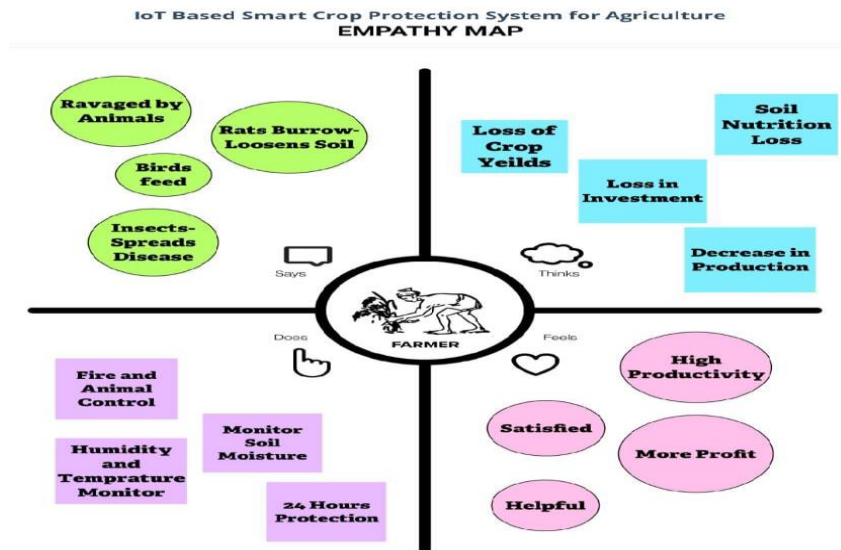 IoT Based Smart Crop Protection System for Agriculture
EMPATHY MAP
Ravaged by
Animals
Rats Burrow-
Loosens Soil
Birds
feed
Insects-
Spreads
Disease
Says
Loss of
Crop
Yeilds
Soil
Nutrition
Loss
Loss in
Investment
Decrease in
Production
Thinks
FARMER
Does
Fire and
Animal
Control
Monitor
Soil
Moisture
Humidity
and
Temprature
Monitor
24 Hours
Protection
Feels
High
Productivity
Satisfied
More Profit
Helpful